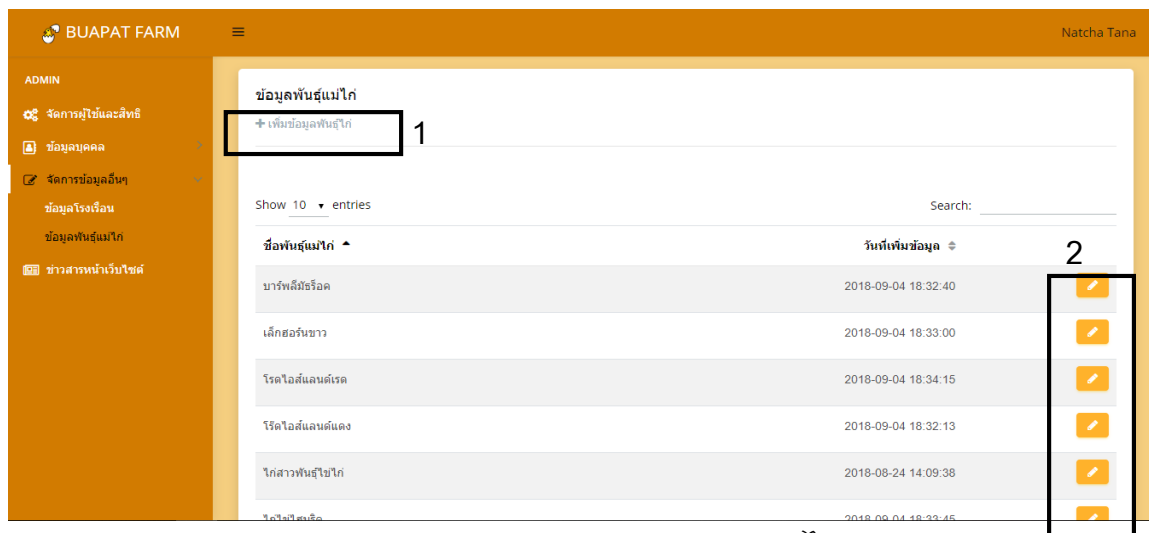 BUAPAT FARM
Natcha Tana
ADMIN
จัดการผู้ใช้และสิทธิ
ข้อมูลบุคคล
จัดการข้อมูลอื่นๆ
ข้อมูลโรงเรือน
ข้อมูลพันธุ์แม่ไก่
ข่าวสารหน้าเว็บไซต์
ข้อมูลพันธุ์แม่ไก่
เพิ่มข้อมูลพันธุ์ไก่
1
Show 10 entries
Search:
ชื่อพันธุ์แม่ไก่ วันที่เพิ่มข้อมูล
2
บาร์พลีมัธร็อค 2018-09-04 18:32:40
เล็กฮอร์นขาว 2018-09-04 18:33:00
โรดไอส์แลนด์เรด 2018-09-04 18:34:15
โร๊ดไอส์แลนด์แดง 2018-09-04 18:32:13
ไก่สาวพันธุ์ไข่ไก่ 2018-08-24 14:09:38
2018-09-04 18:33:45